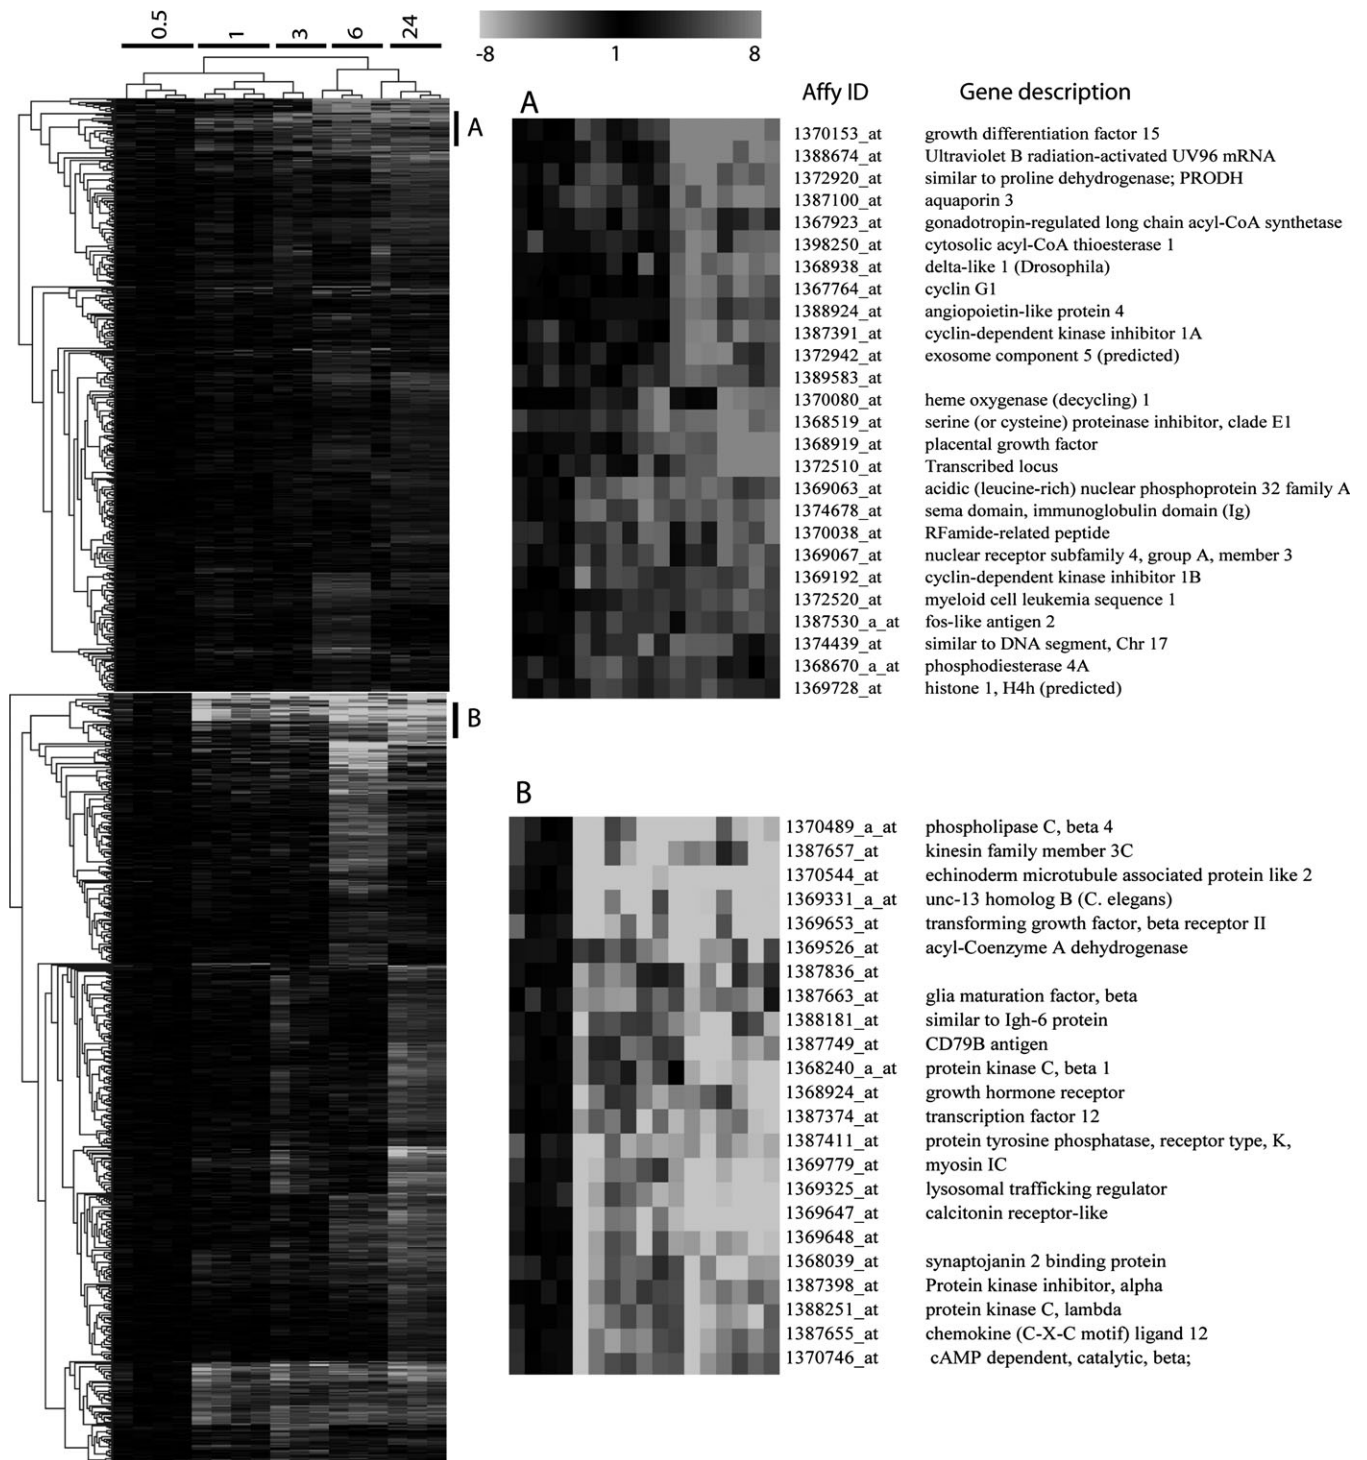 0.5 1 3 6 24
-8 1 8
A
B
A
Affy ID Gene description
1370153_at growth differentiation factor 15
1388674_at Ultraviolet B radiation-activated UV96 mRNA
1372920_at similar to proline dehydrogenase; PRODH
1387100_at aquaporin 3
1367923_at gonadotropin-regulated long chain acyl-CoA synthetase
1398250_at cytosolic acyl-CoA thioesterase 1
1368938_at delta-like 1 (Drosophila)
1367764_at cyclin G1
1388924_at angiopoietin-like protein 4
1387391_at cyclin-dependent kinase inhibitor 1A
1372942_at exosome component 5 (predicted)
1389583_at
1370080_at heme oxygenase (decycling) 1
1368519_at serine (or cysteine) proteinase inhibitor, clade E1
1368919_at placental growth factor
1372510_at Transcribed locus
1369063_at acidic (leucine-rich) nuclear phosphoprotein 32 family A
1374678_at sema domain, immunoglobulin domain (Ig)
1370038_at RFamide-related peptide
1369067_at nuclear receptor subfamily 4, group A, member 3
1369192_at cyclin-dependent kinase inhibitor 1B
1372520_at myeloid cell leukemia sequence 1
1387530_a_at fos-like antigen 2
1374439_at similar to DNA segment, Chr 17
1368670_a_at phosphodiesterase 4A
1369728_at histone 1, H4h (predicted)
B
1370489_a_at phospholipase C, beta 4
1387657_at kinesin family member 3C
1370544_at echinoderm microtubule associated protein like 2
1369331_a_at unc-13 homolog B (C. elegans)
1369653_at transforming growth factor, beta receptor II
1369526_at acyl-Coenzyme A dehydrogenase
1387836_at
1387663_at glia maturation factor, beta
1388181_at similar to Igh-6 protein
1387749_at CD79B antigen
1368240_a_at protein kinase C, beta 1
1368924_at growth hormone receptor
1387374_at transcription factor 12
1387411_at protein tyrosine phosphatase, receptor type, K,
1369779_at myosin IC
1369325_at lysosomal trafficking regulator
1369647_at calcitonin receptor-like
1369648_at
1368039_at synaptojanin 2 binding protein
1387398_at Protein kinase inhibitor, alpha
1388251_at protein kinase C, lambda
1387655_at chemokine (C-X-C motif) ligand 12
1370746_at cAMP dependent, catalytic, beta;